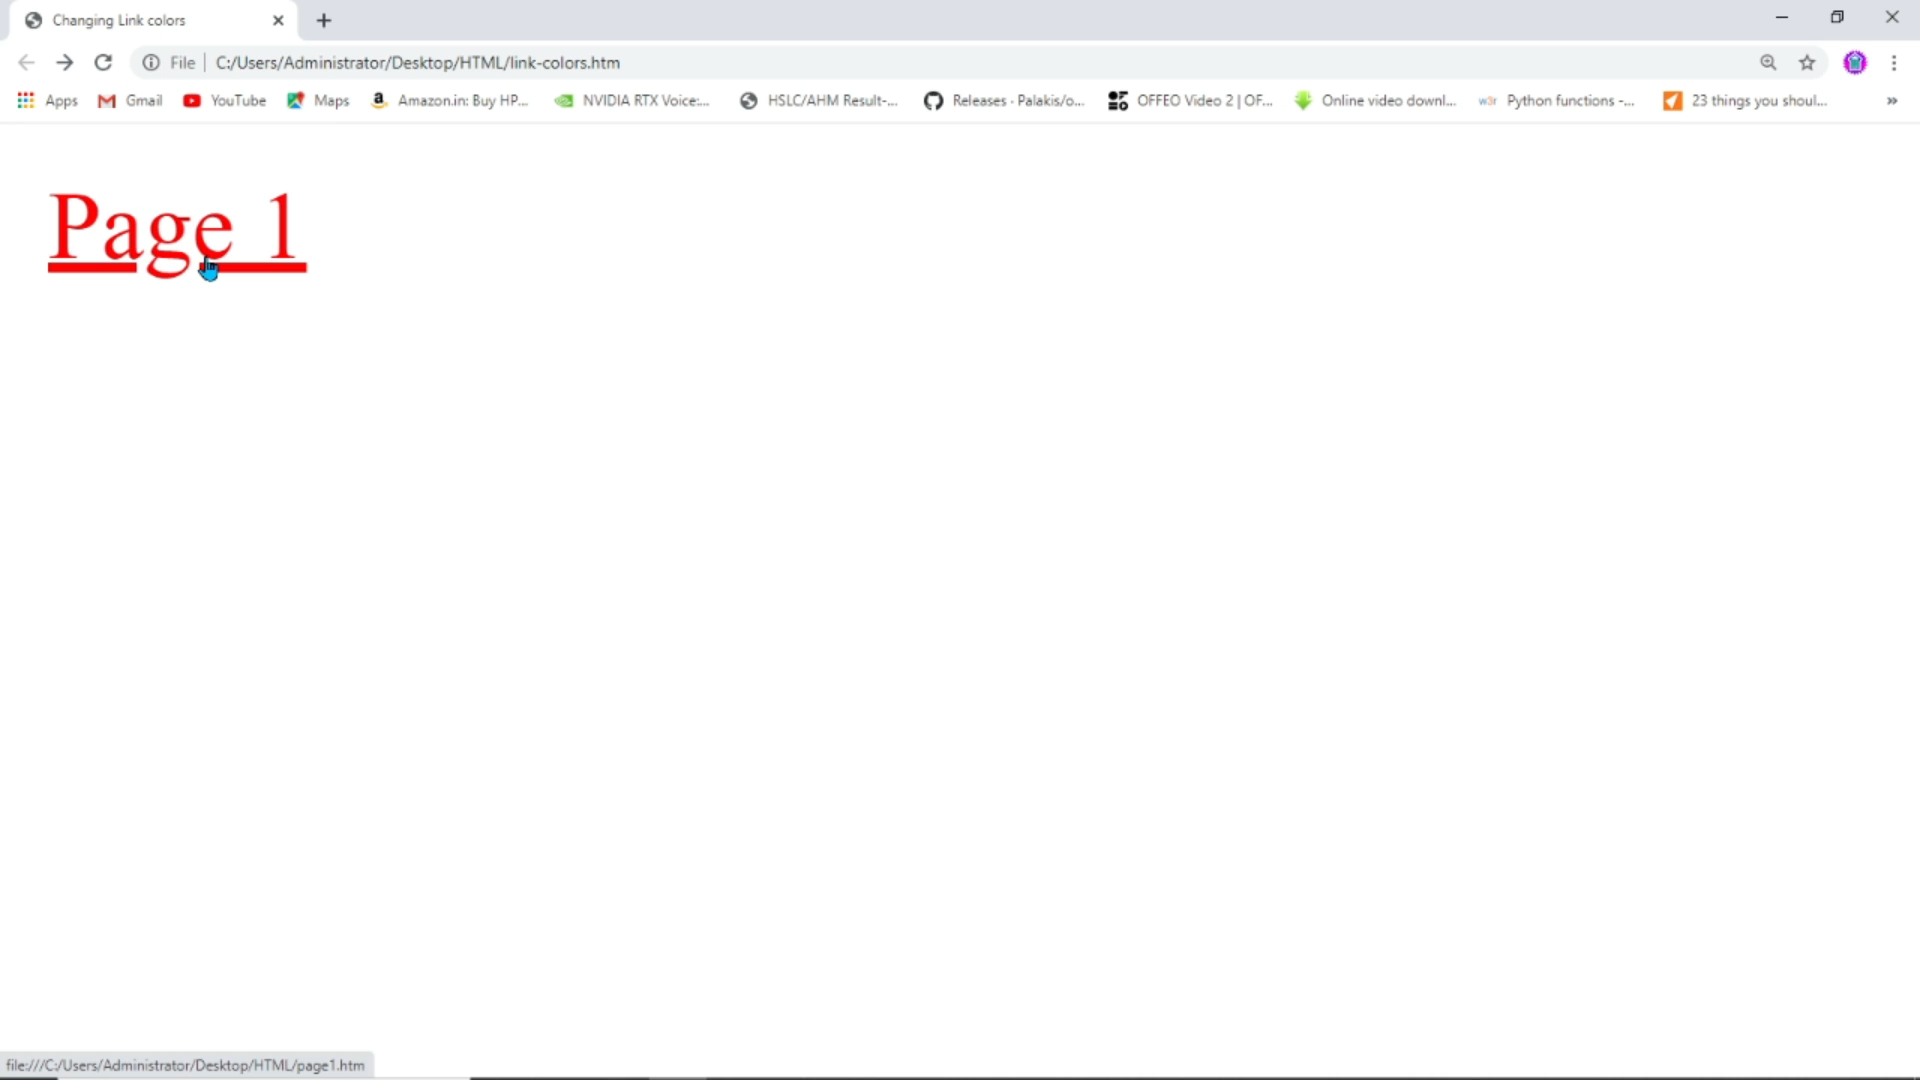 Changing Link colors
File C:/Users/Administrator/Desktop/HTML/link-colors.htm
Apps Gmail YouTube Maps Amazon.in: Buy HP... NVIDIA RTX Voice:... HSLC/AHM Result-... Releases · Palakis/o... OFFEO Video 2 | OF... Online video downl... w3r Python functions -... 23 things you shoul... »
Page 1
file:///C:/Users/Administrator/Desktop/HTML/page1.htm